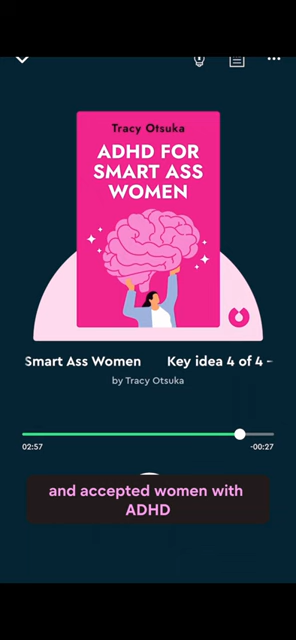 Tracy Otsuka
ADHD FOR
SMART ASS
WOMEN
Smart Ass Women Key idea 4 of 4 –
by Tracy Otsuka
02:57 -00:27
and accepted women with
ADHD